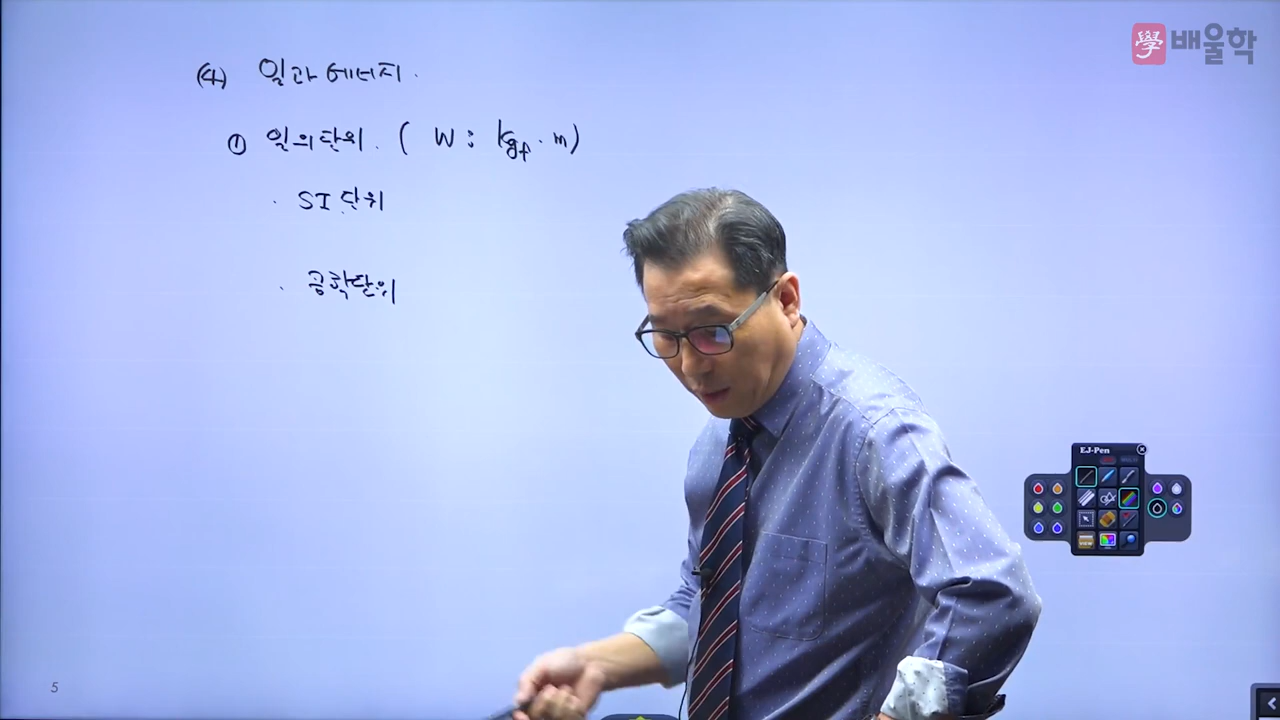 學 배울학
(4) 일과 에너지.
① 일의 단위. ( W : kgf · m)
· SI 단위
· 공학단위
EJ-Pen
VIEW
5